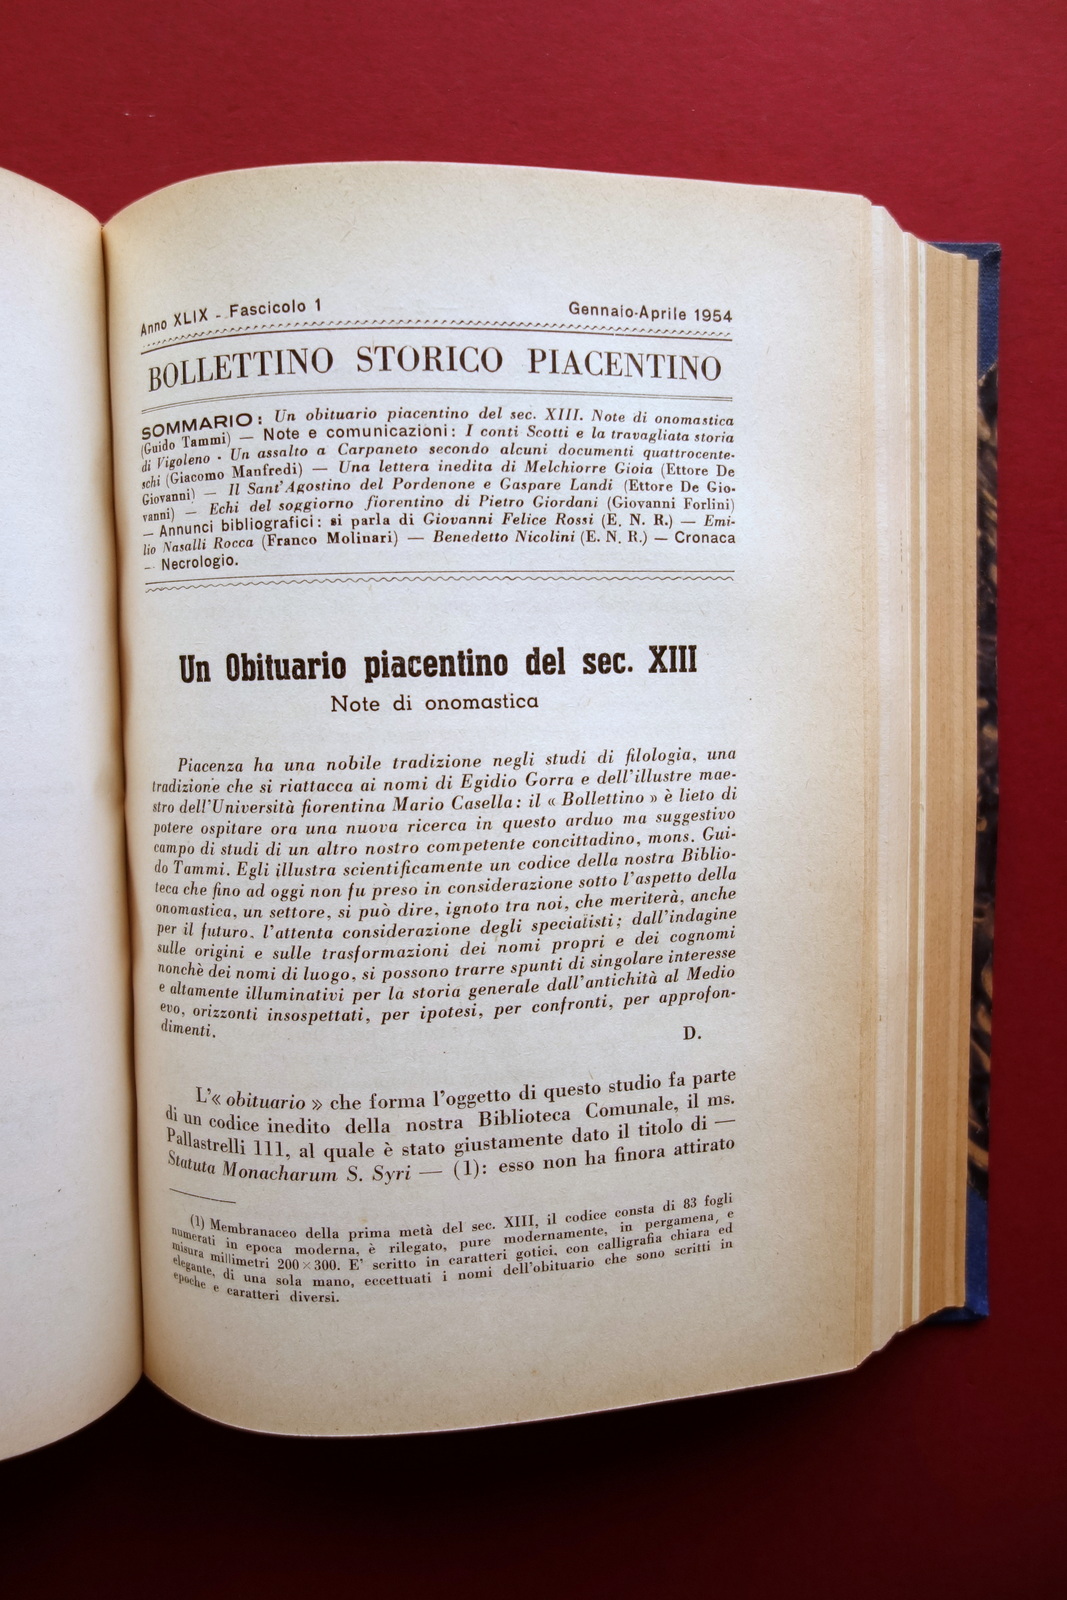 Anno XLIX - Fascicolo 1 Gennaio-Aprile 1954
BOLLETTINO STORICO PIACENTINO
SOMMARIO: Un obituario piacentino del sec. XIII. Note di onomastica
(Guido Tammi) — Note e comunicazioni: I conti Scotti e la travagliata storia
di Vigoleno - Un assalto a Carpaneto secondo alcuni documenti quattrocente-
schi (Giacomo Manfredi) — Una lettera inedita di Melchiorre Gioia (Ettore De
Giovanni) — Il Sant'Agostino del Pordenone e Gaspare Landi (Ettore De Gio-
vanni) — Echi del soggiorno fiorentino di Pietro Giordani (Giovanni Forlini)
— Annunci bibliografici: si parla di Giovanni Felice Rossi (E. N. R.) — Emi-
lio Nasalli Rocca (Franco Molinari) — Benedetto Nicolini (E. N. R.) — Cronaca
— Necrologio.
Un Obituario piacentino del sec. XIII
Note di onomastica
Piacenza ha una nobile tradizione negli studi di filologia, una
tradizione che si riattacca ai nomi di Egidio Gorra e dell'illustre mae-
stro dell'Università fiorentina Mario Casella: il « Bollettino » è lieto di
potere ospitare ora una nuova ricerca in questo arduo ma suggestivo
campo di studi di un altro nostro competente concittadino, mons. Gui-
do Tammi. Egli illustra scientificamente un codice della nostra Biblio-
teca che fino ad oggi non fu preso in considerazione sotto l'aspetto della
onomastica, un settore, si può dire, ignoto tra noi, che meriterà, anche
per il futuro, l'attenta considerazione degli specialisti; dall'indagine
sulle origini e sulle trasformazioni dei nomi propri e dei cognomi
nonchè dei nomi di luogo, si possono trarre spunti di singolare interesse
e altamente illuminativi per la storia generale dall'antichità al Medio
evo, orizzonti insospettati, per ipotesi, per confronti, per approfon-
dimenti.
D.
L'« obituario » che forma l'oggetto di questo studio fa parte
di un codice inedito della nostra Biblioteca Comunale, il ms.
Pallastrelli 111, al quale è stato giustamente dato il titolo di —
Statuta Monacharum S. Syri — (1): esso non ha finora attirato
(1) Membranaceo della prima metà del sec. XIII, il codice consta di 83 fogli
numerati in epoca moderna, è rilegato, pure modernamente, in pergamena, e
misura millimetri 200×300. E' scritto in caratteri gotici, con calligrafia chiara ed
elegante, di una sola mano, eccettuati i nomi dell'obituario che sono scritti in
epoche e caratteri diversi.